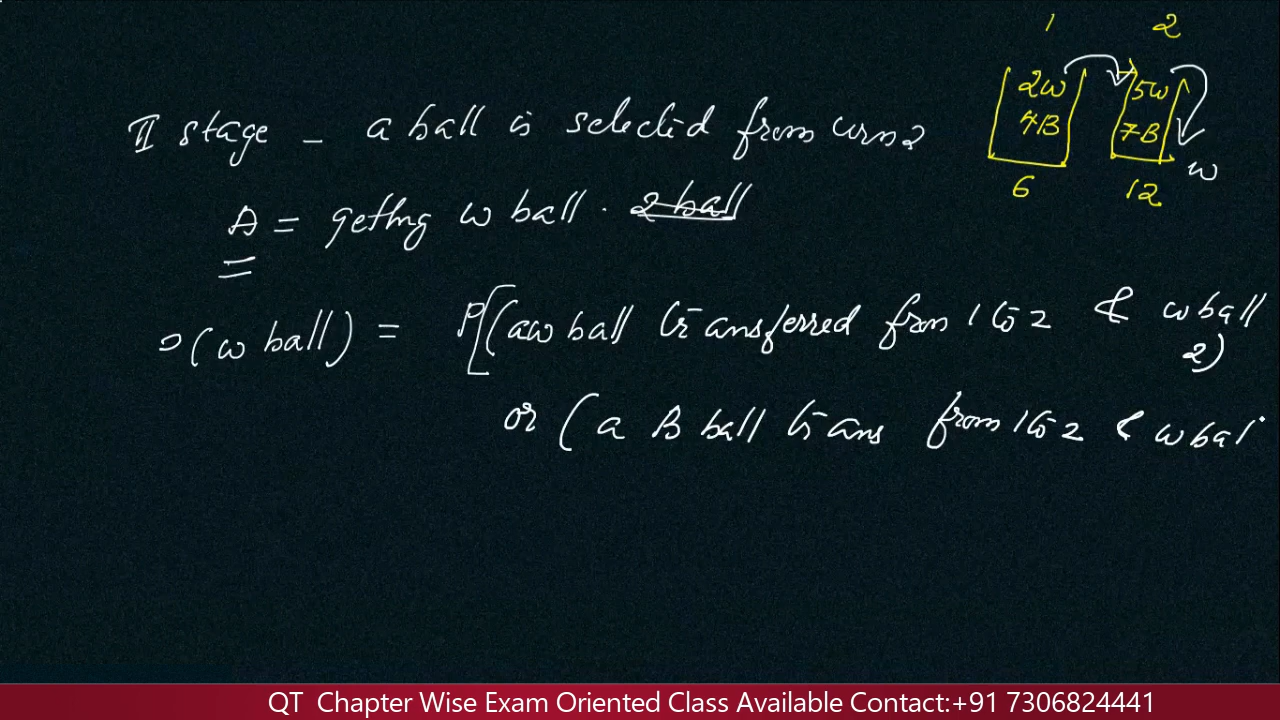 1 2
2W 5W
4B 7B
6 12
W
II stage - a ball is selected from urn 2
A = getting W ball. 2 ball
P(W ball) = P[(a W ball transferred from 1 to 2 & W ball 2)
or (a B ball trans from 1 to 2 & W bal
QT Chapter Wise Exam Oriented Class Available Contact:+91 7306824441